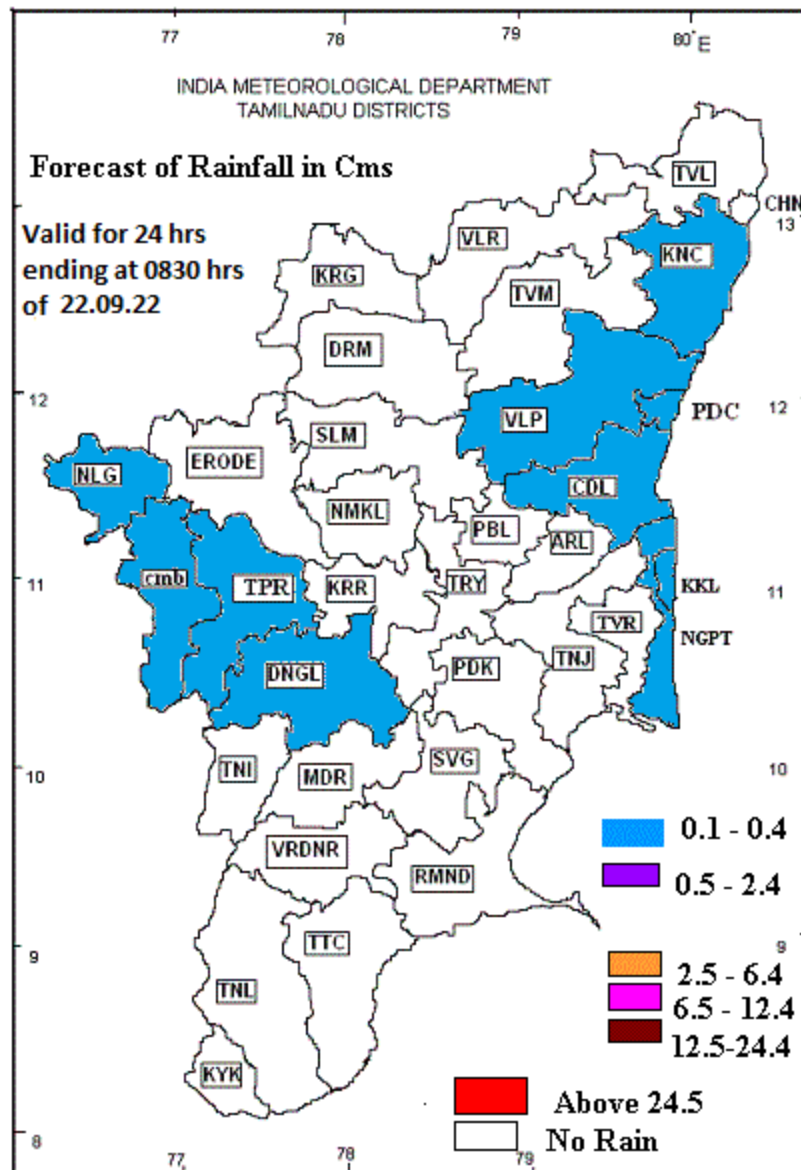 77 78 79 80°E
INDIA METEOROLOGICAL DEPARTMENT
TAMILNADU DISTRICTS
Forecast of Rainfall in Cms
TVL
CHN
13
Valid for 24 hrs
ending at 0830 hrs
of 22.09.22
VLR
KNC
KRG
TVM
DRM
12
12
PDC
VLP
SLM
ERODE
NLG
CDL
NMKL
PBL
ARL
11
cmb
TPR
KRR
TRY
KKL
11
TVR
NGPT
DNGL
PDK
TNJ
10
TNI
MDR
SVG
10
0.1 - 0.4
VRDNR
RMND
0.5 - 2.4
9
TTC
9
2.5 - 6.4
TNL
6.5 - 12.4
12.5-24.4
KYK
Above 24.5
No Rain
8
77 78 79